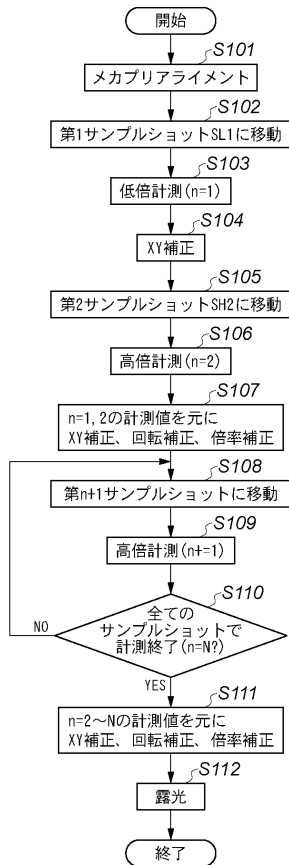 開始
S101
メカプリアライメント
S102
第1サンプルショットSL1に移動
S103
低倍計測(n=1)
S104
XY補正
S105
第2サンプルショットSH2に移動
S106
高倍計測(n=2)
S107
n=1,2の計測値を元に
XY補正、回転補正、倍率補正
S108
第n+1サンプルショットに移動
S109
高倍計測(n+=1)
S110
全ての
サンプルショットで
計測終了(n=N?)
NO
YES
S111
n=2~Nの計測値を元に
XY補正、回転補正、倍率補正
S112
露光
終了